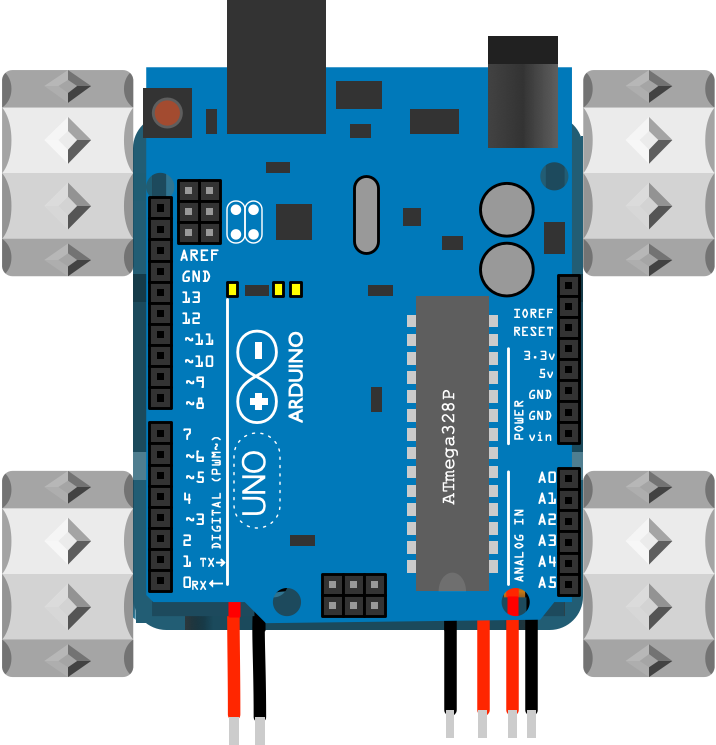 AREF
GND
13
12
~11
~10
~9
~8
7
~6
~5
4
~3
2
1 TX→
0RX←
DIGITAL (PWM~)
ARDUINO
UNO
ATmega328P
IOREF
RESET
3.3v
5v
GND
GND
vin
POWER
A0
A1
A2
A3
A4
A5
ANALOG IN